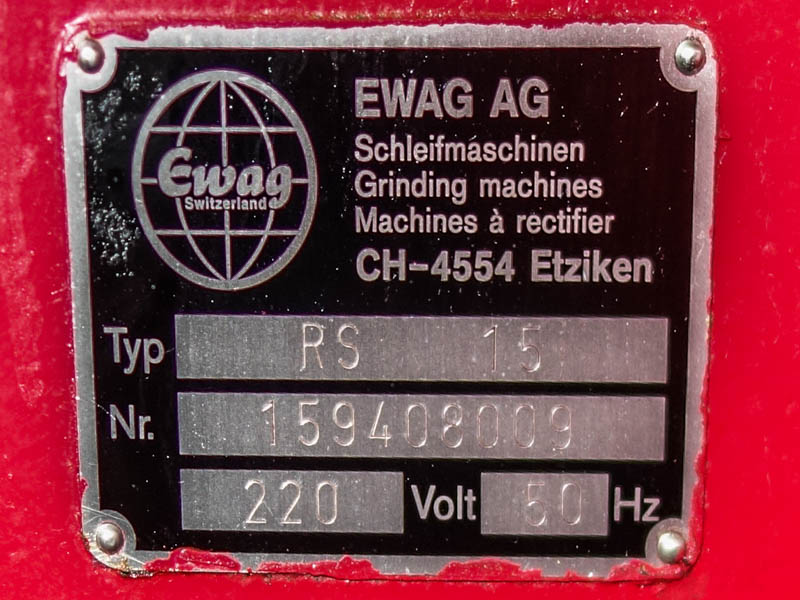 Ewag
Switzerland
EWAG AG
Schleifmaschinen
Grinding machines
Machines à rectifier
CH-4554 Etziken
Typ RS 15
Nr. 159408009
220 Volt 50 Hz